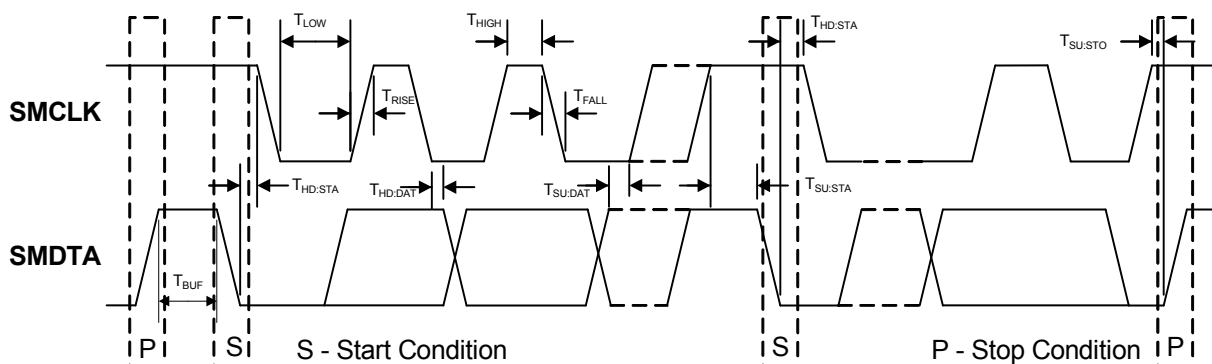 TLOW
THIGH
THD:STA
TSU:STO
SMCLK
TRISE
TFALL
THD:STA
THD:DAT
TSU:DAT
TSU:STA
SMDTA
TBUF
P
S
S - Start Condition
S
P - Stop Condition
P